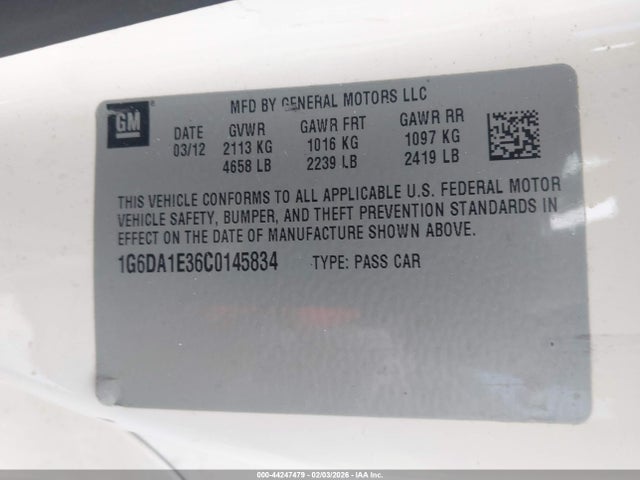 MFD BY GENERAL MOTORS LLC
GM
DATE GVWR GAWR FRT GAWR RR
03/12 2113 KG 1016 KG 1097 KG
4658 LB 2239 LB 2419 LB
THIS VEHICLE CONFORMS TO ALL APPLICABLE U.S. FEDERAL MOTOR
VEHICLE SAFETY, BUMPER, AND THEFT PREVENTION STANDARDS IN
EFFECT ON THE DATE OF MANUFACTURE SHOWN ABOVE.
1G6DA1E36C0145834 TYPE: PASS CAR
000-44247479 - 02/03/2026 - IAA Inc.